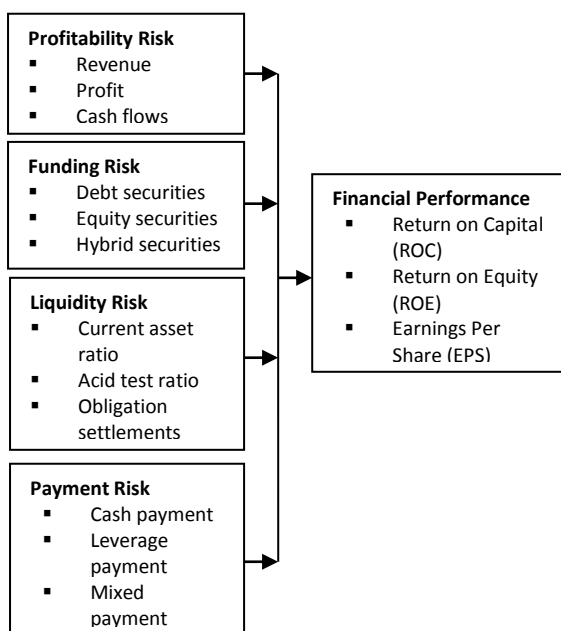 Profitability Risk
▪ Revenue
▪ Profit
▪ Cash flows
Funding Risk
▪ Debt securities
▪ Equity securities
▪ Hybrid securities
Liquidity Risk
▪ Current asset
ratio
▪ Acid test ratio
▪ Obligation
settlements
Payment Risk
▪ Cash payment
▪ Leverage
payment
▪ Mixed
payment
Financial Performance
▪ Return on Capital
(ROC)
▪ Return on Equity
(ROE)
▪ Earnings Per
Share (EPS)